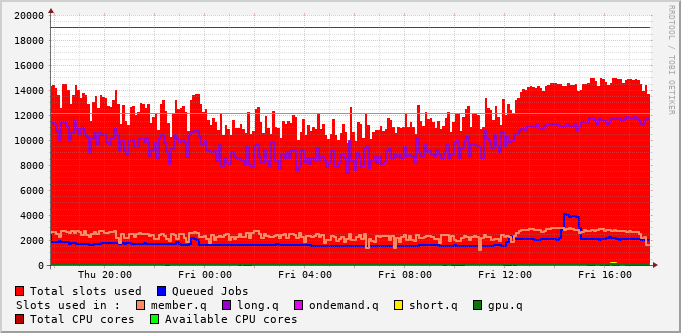 RRDTOOL / TOBI OETIKER
20000
18000
16000
14000
12000
10000
8000
6000
4000
2000
0
Thu 20:00 Fri 00:00 Fri 04:00 Fri 08:00 Fri 12:00 Fri 16:00
Total slots used Queued Jobs
Slots used in : member.q long.q ondemand.q short.q gpu.q
Total CPU cores Available CPU cores